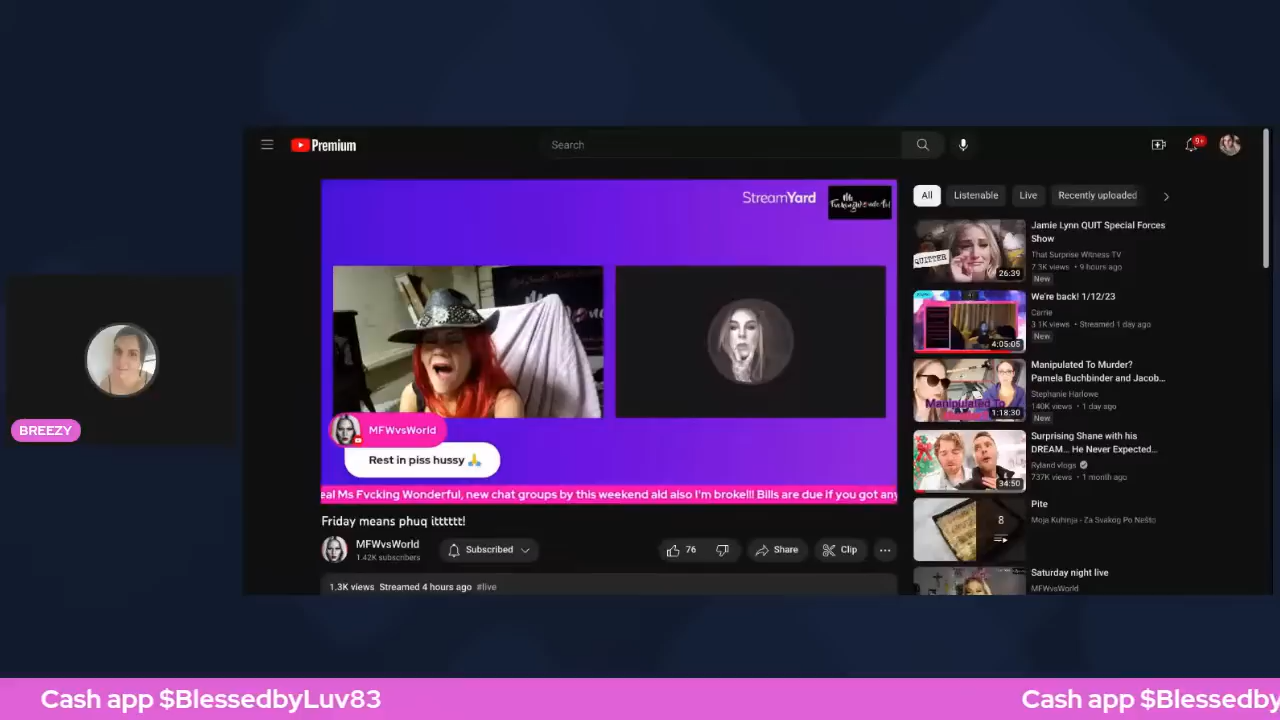 Premium
Search
9+
StreamYard
All
Listenable
Live
Recently uploaded
BREEZY
MFWvsWorld
Rest in piss hussy 🙏
eal Ms Fvcking Wonderful, new chat groups by this weekend ald also I'm broke!!! Bills are due if you got any
Friday means phuq itttttt!
MFWvsWorld
1.42K subscribers
Subscribed
76
Share
Clip
1.3K views Streamed 4 hours ago #live
QUITTER
26:39
Jamie Lynn QUIT Special Forces
Show
That Surprise Witness TV
7.3K views • 9 hours ago
New
4:05:05
We're back! 1/12/23
Carrie
3.1K views • Streamed 1 day ago
New
Manipulated To
1:18:30
Manipulated To Murder?
Pamela Buchbinder and Jacob...
Stephanie Harlowe
140K views • 1 day ago
New
34:50
Surprising Shane with his
DREAM... He Never Expected...
Ryland vlogs
737K views • 1 month ago
8
Pite
Moja Kuhinja - Za Svakog Po Nešto
Saturday night live
MFWvsWorld
Cash app $BlessedbyLuv83
Cash app $Blessedby